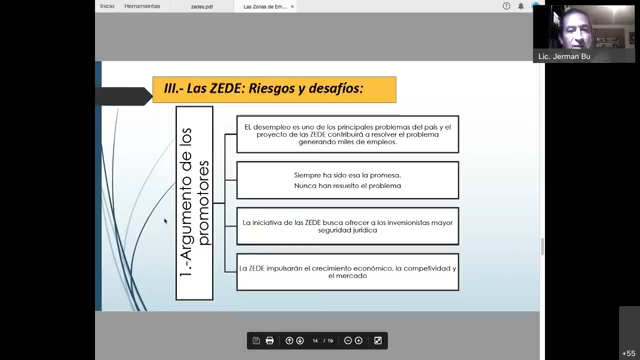 Inicio
Herramientas
zedes.pdf
Las Zonas de Em...
×
Lic. Jerman Bu
III.- Las ZEDE: Riesgos y desafíos:
1.-Argumento de los
promotores
EL desempleo es uno de los principales problemas del país y el
proyecto de las ZEDE contribuirá a resolver el problema
generando miles de empleos.
Siempre ha sido esa la promesa,
Nunca han resuelto el problema
La iniciativa de las ZEDE busca ofrecer a los inversionistas mayor
seguridad jurídica
La ZEDE impulsarán el crecimiento económico, la competividad y
el mercado
14 / 19
+55